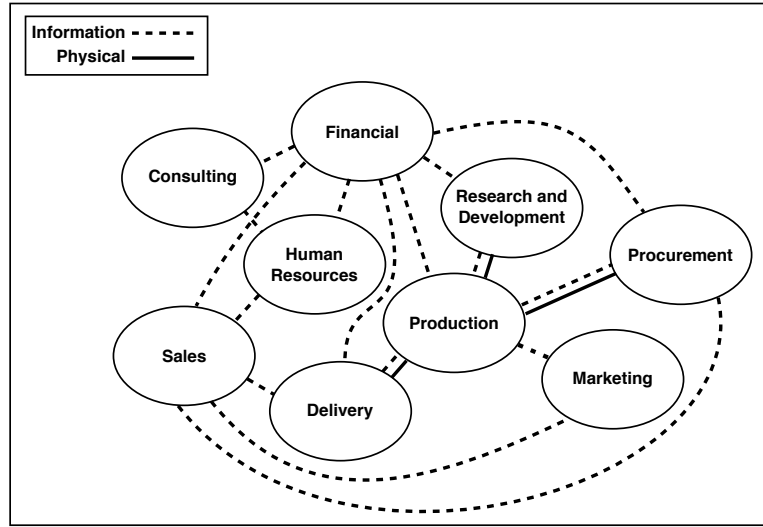 Information
Physical
Financial
Consulting
Research and
Development
Human
Resources
Procurement
Production
Sales
Marketing
Delivery